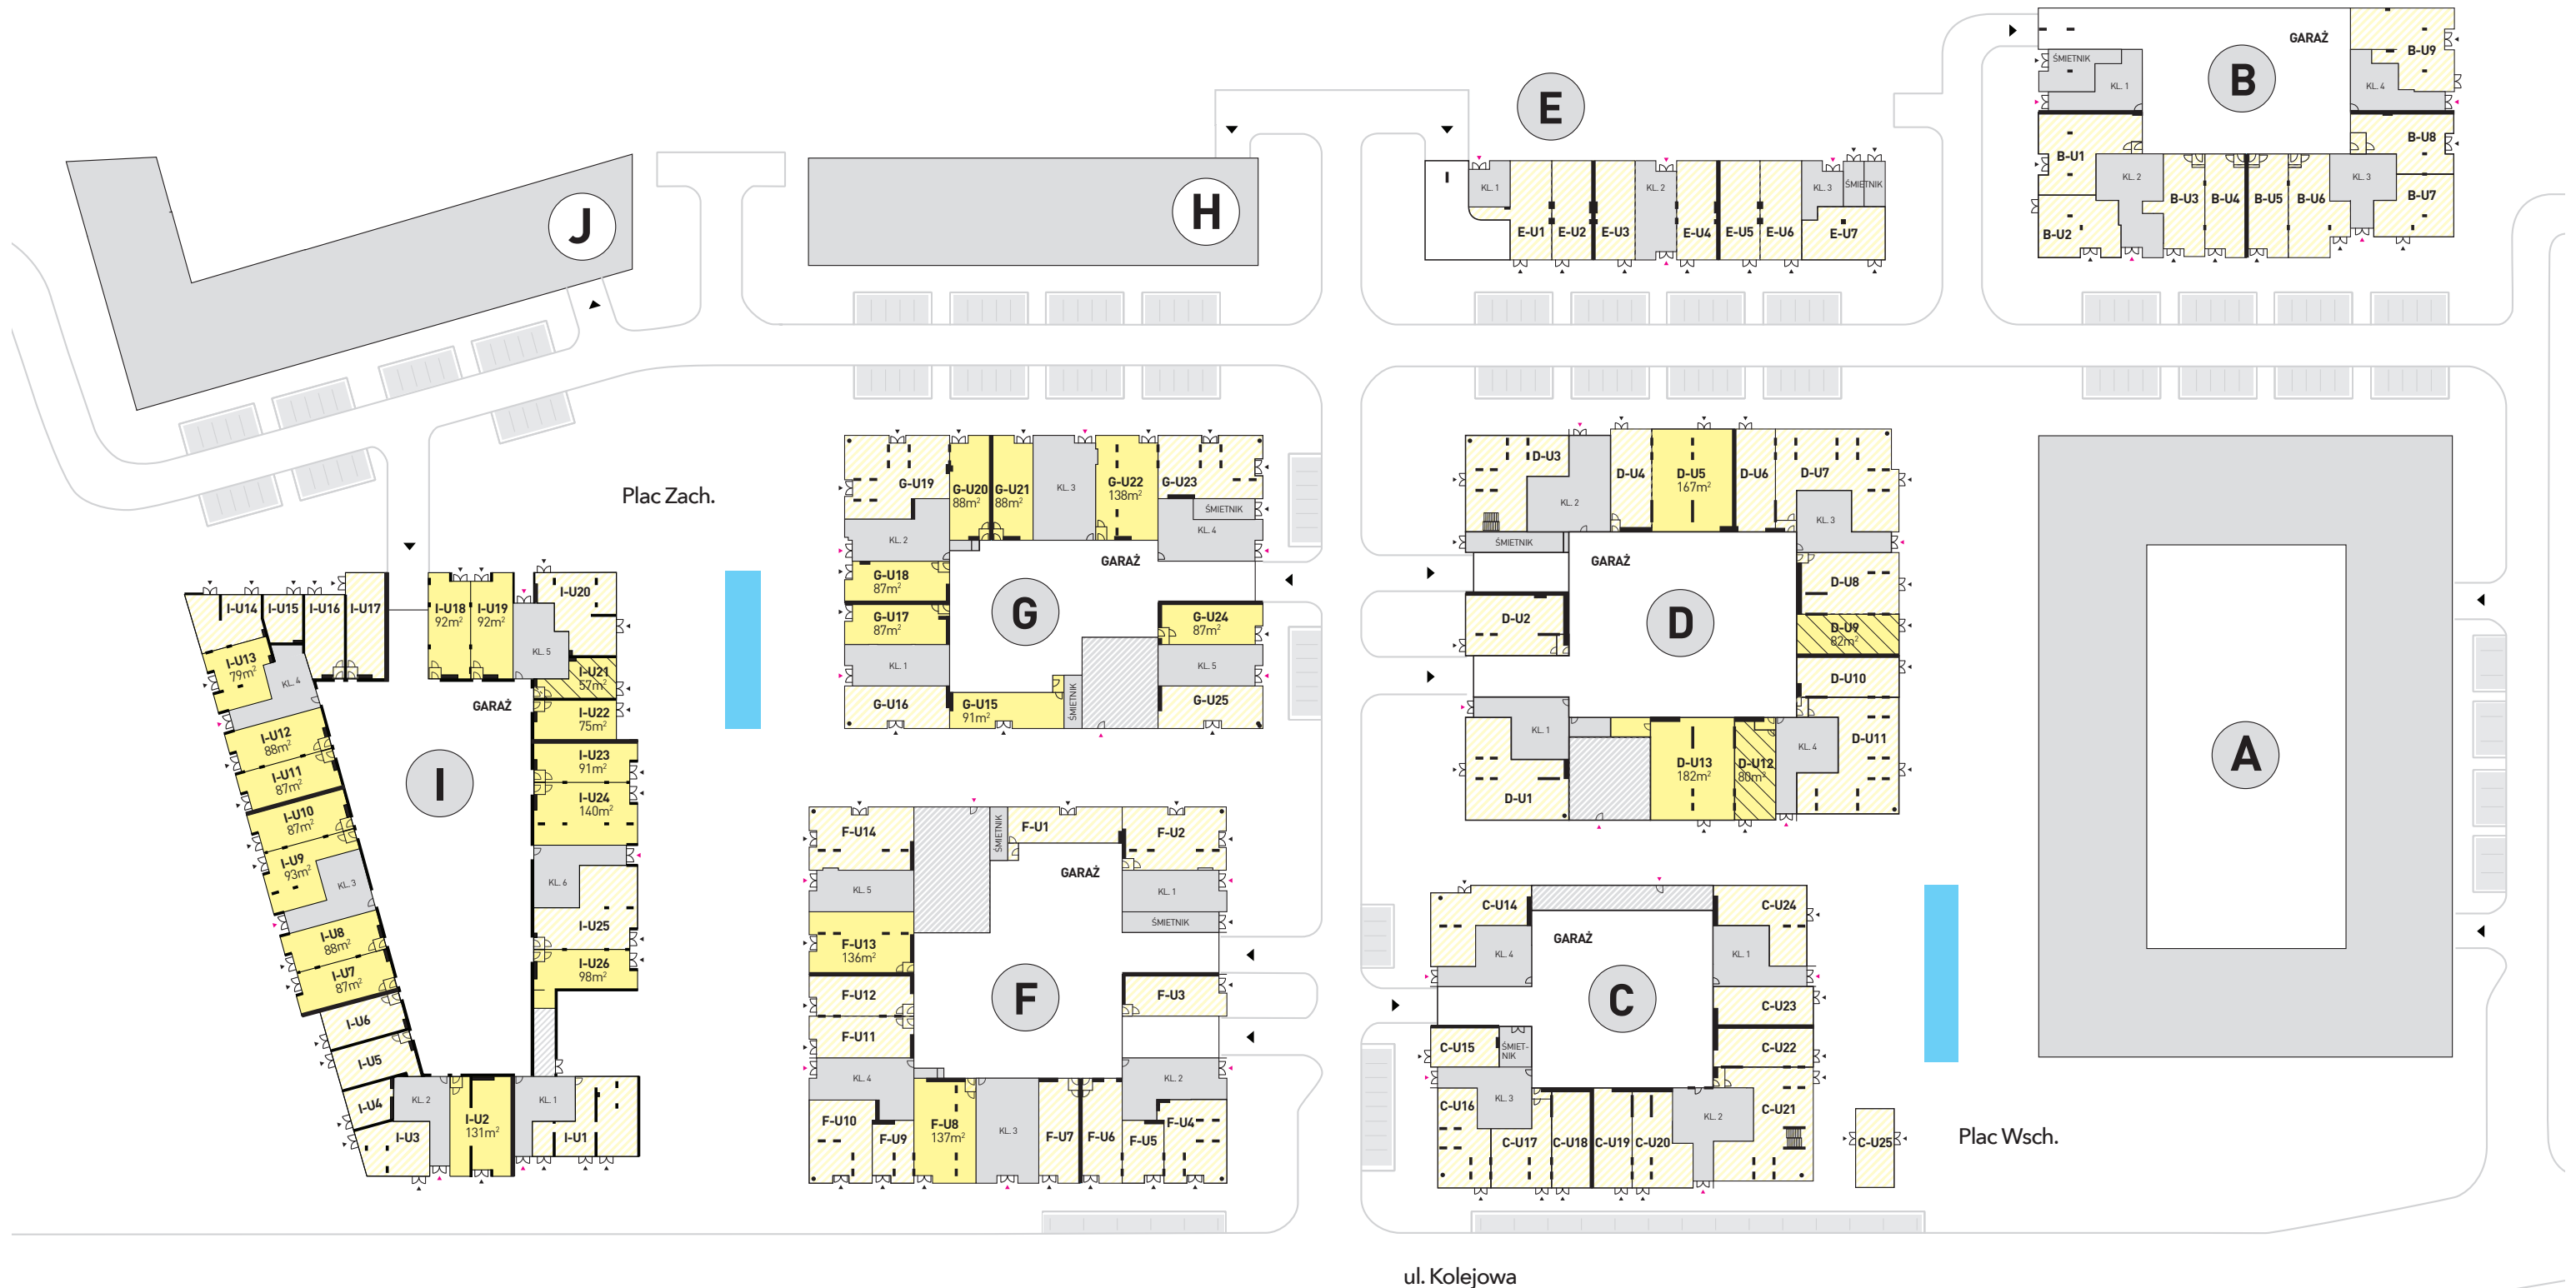 J
H
E
KL. 1
KL. 2
KL. 3
ŚMIETNIK
E-U1
E-U2
E-U3
E-U4
E-U5
E-U6
E-U7
B
GARAŻ
ŚMIETNIK
KL. 1
KL. 4
B-U9
B-U8
B-U1
KL. 2
KL. 3
B-U3
B-U4
B-U5
B-U6
B-U7
B-U2
Plac Zach.
G-U19
G-U20
88m²
G-U21
88m²
KL. 3
G-U22
138m²
G-U23
ŚMIETNIK
KL. 2
KL. 4
GARAŻ
G-U18
87m²
G
G-U17
87m²
G-U24
87m²
KL. 1
KL. 5
G-U16
G-U15
91m²
ŚMIETNIK
G-U25
D-U3
D-U4
D-U5
167m²
D-U6
D-U7
KL. 2
KL. 3
ŚMIETNIK
GARAŻ
D-U8
D-U2
D
D-U9
82m²
D-U10
KL. 1
D-U13
182m²
D-U12
80m²
KL. 4
D-U11
D-U1
A
I-U14
I-U15
I-U16
I-U17
I-U18
92m²
I-U19
92m²
I-U20
KL. 5
I-U13
79m²
KL. 4
I-U21
57m²
GARAŻ
I-U22
75m²
I-U12
88m²
I-U23
91m²
I-U11
87m²
I
I-U24
140m²
I-U10
87m²
I-U9
93m²
KL. 3
KL. 6
I-U8
88m²
I-U25
I-U7
87m²
I-U26
98m²
I-U6
I-U5
I-U4
KL. 2
I-U3
I-U2
131m²
KL. 1
I-U1
F-U14
ŚMIETNIK
F-U1
F-U2
GARAŻ
KL. 5
KL. 1
ŚMIETNIK
F-U13
136m²
F
F-U12
F-U3
F-U11
KL. 4
KL. 2
F-U10
F-U9
F-U8
137m²
KL. 3
F-U7
F-U6
F-U5
F-U4
C-U14
C-U24
GARAŻ
KL. 4
KL. 1
C
C-U23
C-U15
ŚMIET-
NIK
C-U22
C-U16
KL. 3
KL. 2
C-U21
C-U17
C-U18
C-U19
C-U20
C-U25
Plac Wsch.
ul. Kolejowa